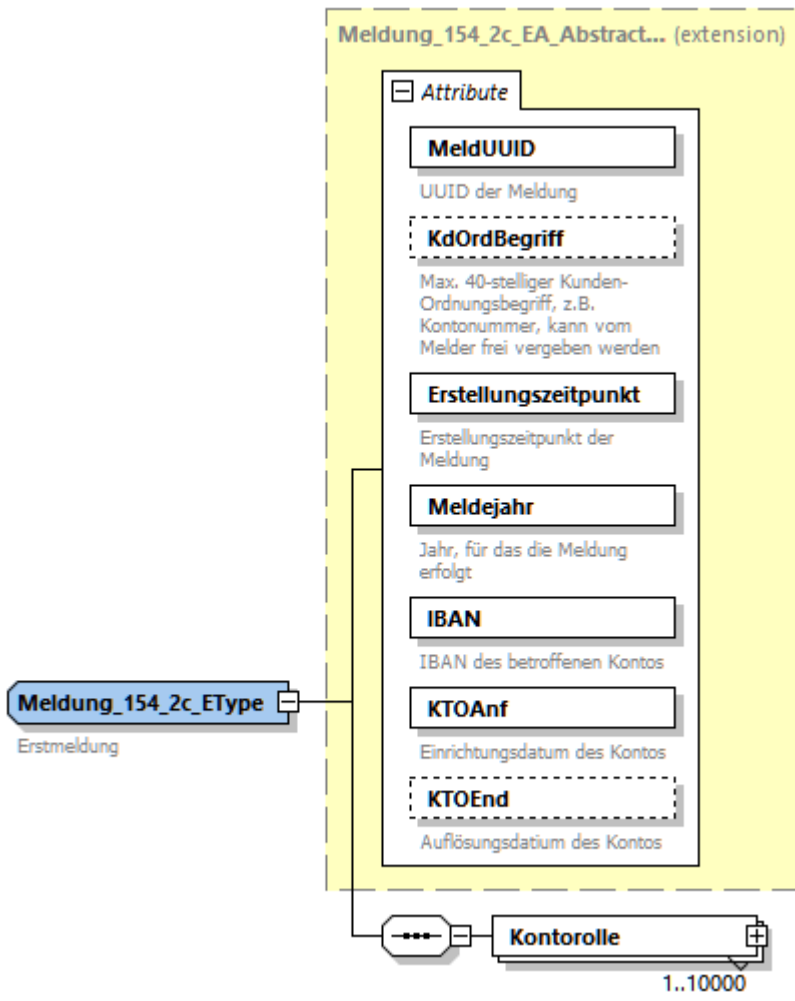 Meldung_154_2c_EA_Abstract... (extension)
Attribute
MeldUUID
UUID der Meldung
KdOrdBegriff
Max. 40-stelliger Kunden-
Ordnungsbegriff, z.B.
Kontonummer, kann vom
Melder frei vergeben werden
Erstellungszeitpunkt
Erstellungszeitpunkt der
Meldung
Meldejahr
Jahr, für das die Meldung
erfolgt
IBAN
IBAN des betroffenen Kontos
Meldung_154_2c_EType
Erstmeldung
KTOAnf
Einrichtungsdatum des Kontos
KTOEnd
Auflösungsdatium des Kontos
Kontorolle
1..10000